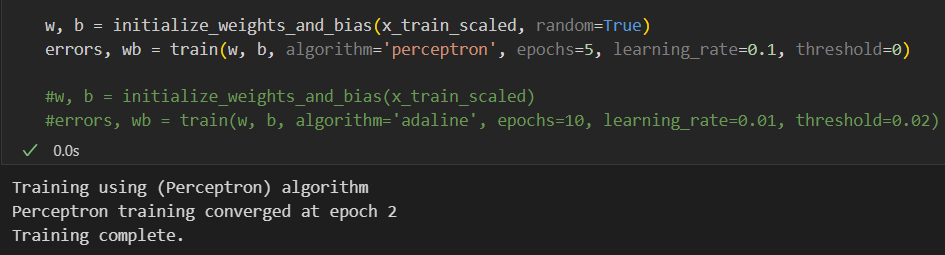 w, b = initialize_weights_and_bias(x_train_scaled, random=True)
errors, wb = train(w, b, algorithm='perceptron', epochs=5, learning_rate=0.1, threshold=0)
#w, b = initialize_weights_and_bias(x_train_scaled)
#errors, wb = train(w, b, algorithm='adaline', epochs=10, learning_rate=0.01, threshold=0.02)
0.0s
Training using (Perceptron) algorithm
Perceptron training converged at epoch 2
Training complete.